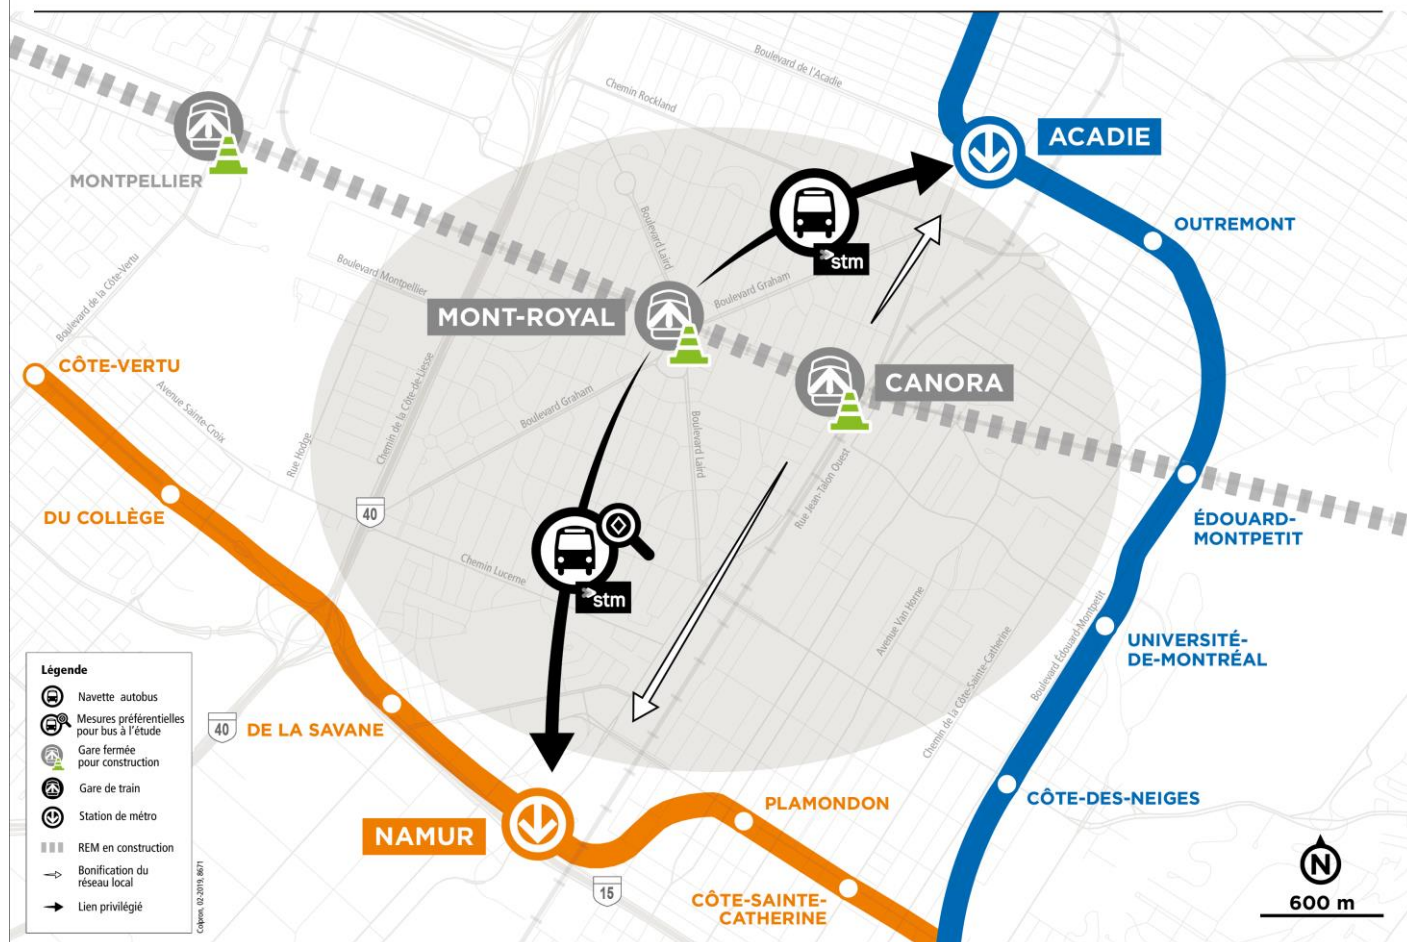 Boulevard de l'Acadie
Chemin Rockland
ACADIE
MONTPELLIER
OUTREMONT
stm
Boulevard Laird
Boulevard de la Côte-Vertu
Boulevard Montpellier
Boulevard Graham
MONT-ROYAL
CANORA
CÔTE-VERTU
Avenue Sainte-Croix
Chemin de la Côte-de-Liesse
Boulevard Graham
Boulevard Laird
Rue Hodge
Rue Jean-Talon Ouest
DU COLLÈGE
40
ÉDOUARD-
MONTPETIT
Chemin Lucerne
stm
Avenue Van Horne
Chemin de la Côte-Sainte-Catherine
Boulevard Édouard-Montpetit
UNIVERSITÉ-
DE-MONTRÉAL
40
DE LA SAVANE
CÔTE-DES-NEIGES
PLAMONDON
NAMUR
15
CÔTE-SAINTE-
CATHERINE
Légende
Navette autobus
Mesures préférentielles
pour bus à l'étude
Gare fermée
pour construction
Gare de train
Station de métro
REM en construction
Bonification du
réseau local
Lien privilégié
Colpron, 02-2019, 8671
N
600 m